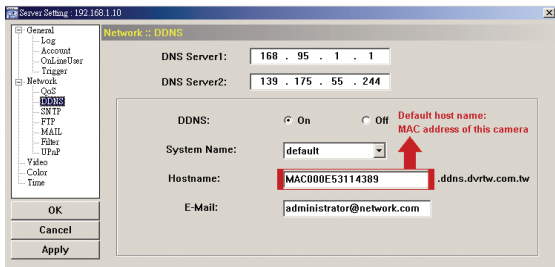 Server Setting : 192.168.1.10
General
Log
Account
OnLineUser
Trigger
Network
QoS
DDNS
SNTP
FTP
MAIL
Filter
UPnP
Video
Color
Time
OK
Cancel
Apply
Network :: DDNS
DNS Server1: 168 . 95 . 1 . 1
DNS Server2: 139 . 175 . 55 . 244
DDNS: On Off
Default host name:
MAC address of this camera
System Name: default
Hostname: MAC000E53114389 .ddns.dvrtw.com.tw
E-Mail: administrator@network.com